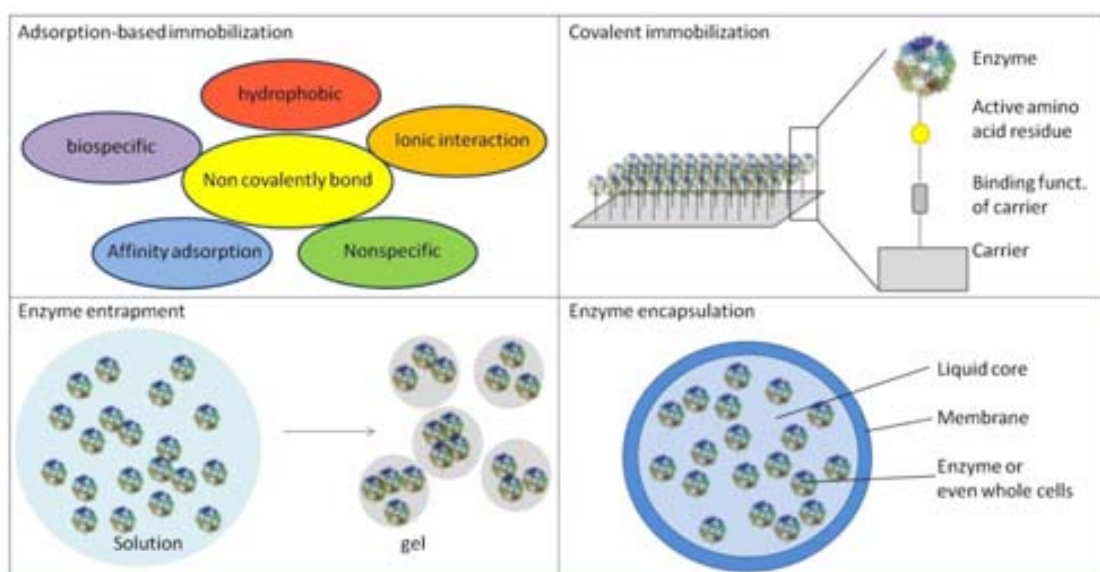 Adsorption-based immobilization
hydrophobic
biospecific
Ionic interaction
Non covalently bond
Affinity adsorption
Nonspecific
Covalent immobilization
Enzyme
Active amino
acid residue
Binding funct.
of carrier
Carrier
Enzyme entrapment
Solution
gel
Enzyme encapsulation
Liquid core
Membrane
Enzyme or
even whole cells